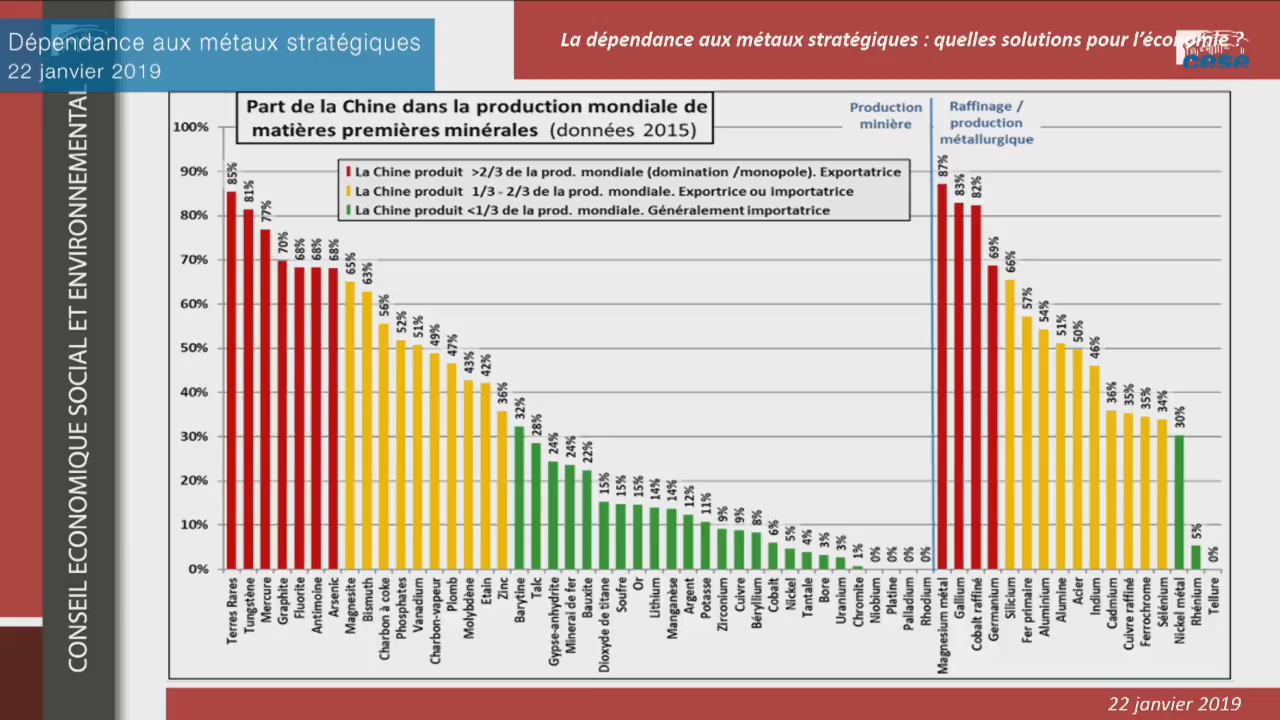 Dépendance aux métaux stratégiques
22 janvier 2019
La dépendance aux métaux stratégiques : quelles solutions pour l'économie ?
cese
CONSEIL ECONOMIQUE SOCIAL ET ENVIRONNEMENTAL
Part de la Chine dans la production mondiale de
matières premières minérales (données 2015)
Production
minière
Raffinage /
production
métallurgique
La Chine produit >2/3 de la prod. mondiale (domination /monopole). Exportatrice
La Chine produit 1/3 - 2/3 de la prod. mondiale. Exportrice ou importatrice
La Chine produit <1/3 de la prod. mondiale. Généralement importatrice
100%
90%
80%
70%
60%
50%
40%
30%
20%
10%
0%
85%
81%
77%
70%
68%
68%
68%
65%
63%
56%
52%
51%
49%
47%
43%
42%
36%
32%
28%
24%
24%
22%
15%
15%
15%
14%
14%
12%
11%
9%
9%
8%
6%
5%
4%
3%
3%
1%
0%
0%
0%
0%
87%
83%
82%
69%
66%
57%
54%
51%
50%
46%
36%
35%
35%
34%
30%
5%
0%
Terres Rares
Tungstène
Mercure
Graphite
Fluorite
Antimoine
Arsenic
Magnesite
Bismuth
Charbon à coke
Phosphates
Vanadium
Charbon-vapeur
Plomb
Molybdène
Etain
Zinc
Barytine
Talc
Gypse-anhydrite
Minerai de fer
Bauxite
Dioxyde de titane
Soufre
Or
Lithium
Manganèse
Argent
Potasse
Zirconium
Cuivre
Béryllium
Cobalt
Nickel
Tantale
Bore
Uranium
Chromite
Niobium
Platine
Palladium
Rhodium
Magnesium métal
Gallium
Cobalt raffiné
Germanium
Silicium
Fer primaire
Aluminium
Alumine
Acier
Indium
Cadmium
Cuivre raffiné
Ferrochrome
Sélénium
Nickel métal
Rhénium
Tellure
22 janvier 2019